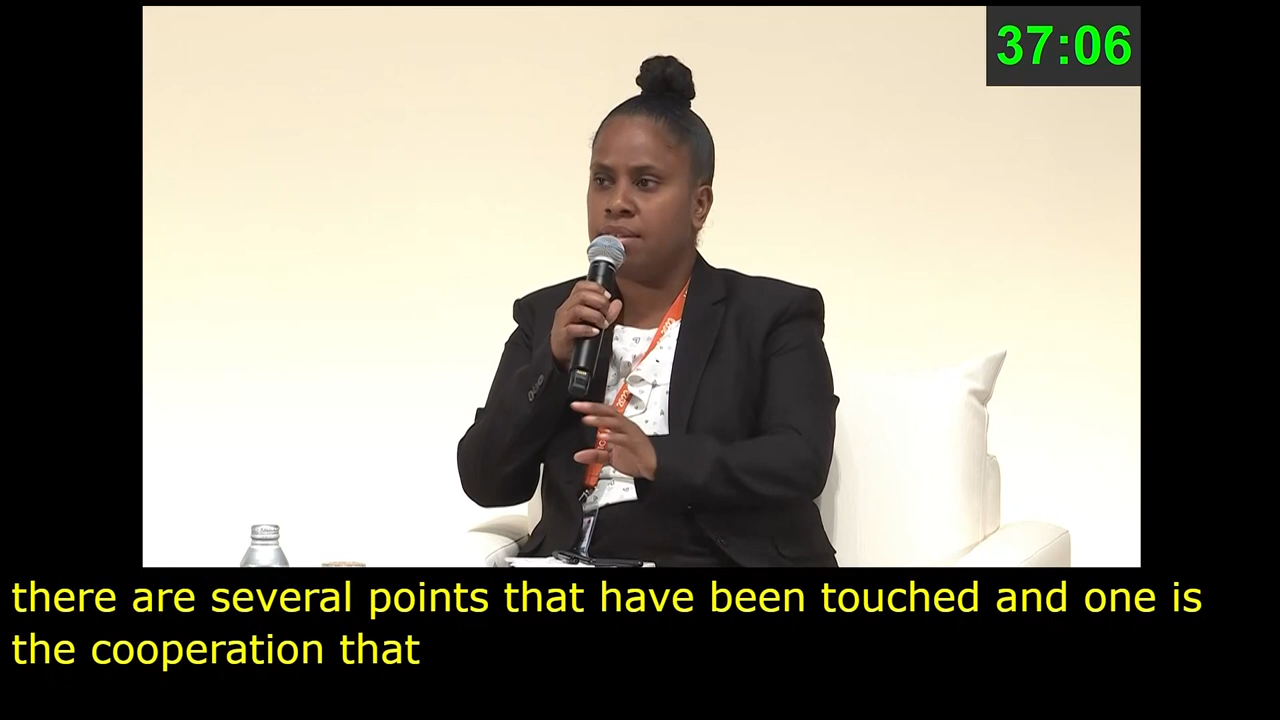 37:06
there are several points that have been touched and one is
the cooperation that